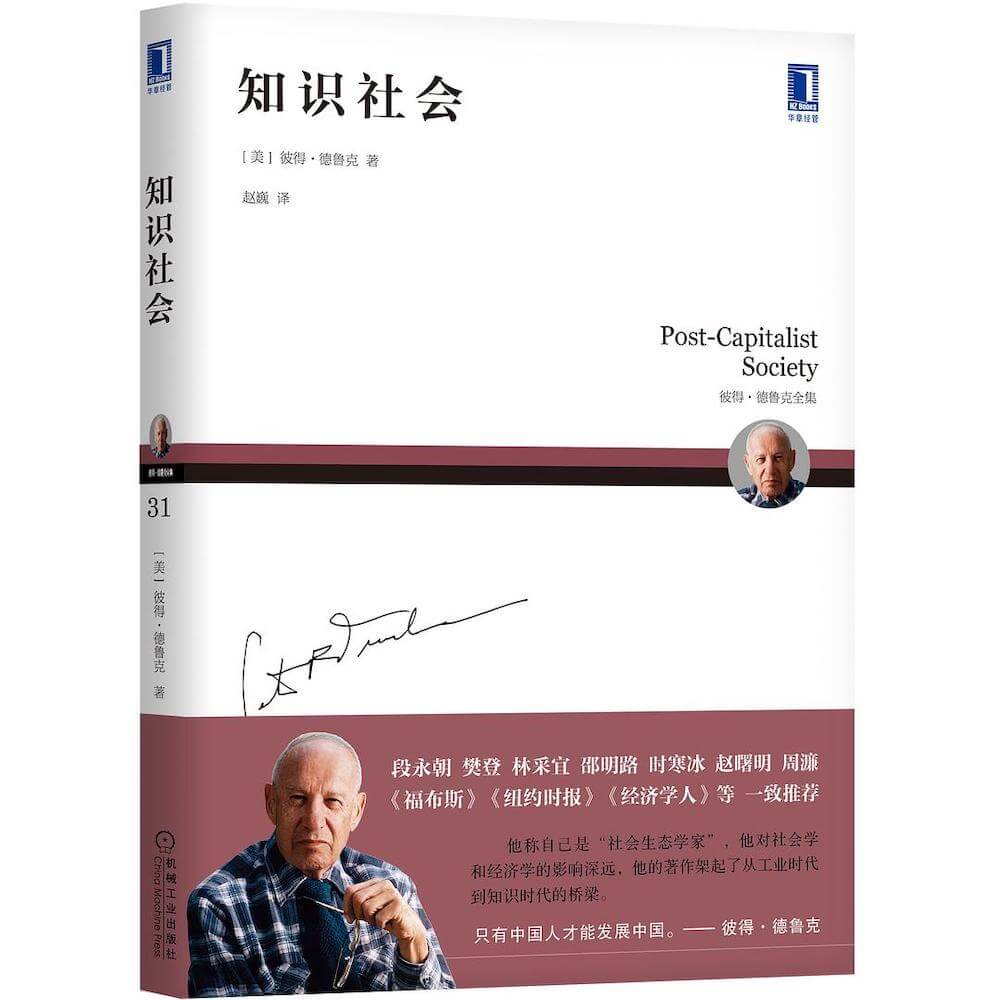 知识社会
[美] 彼得·德鲁克 著
赵巍 译
HZ Books
华章经管
Post-Capitalist
Society
彼得·德鲁克全集
Peter F. Drucker
段永朝 樊登 林采宜 邵明路 时寒冰 赵曙明 周濂
《福布斯》《纽约时报》《经济学人》等 一致推荐
他称自己是“社会生态学家”，他对社会学
和经济学的影响深远，他的著作架起了从工业时代
到知识时代的桥梁。
只有中国人才能发展中国。—— 彼得·德鲁克
HZ Books
华章经管
知识社会
彼得·德鲁克全集
31
[美] 彼得·德鲁克 著
机械工业出版社
China Machine Press